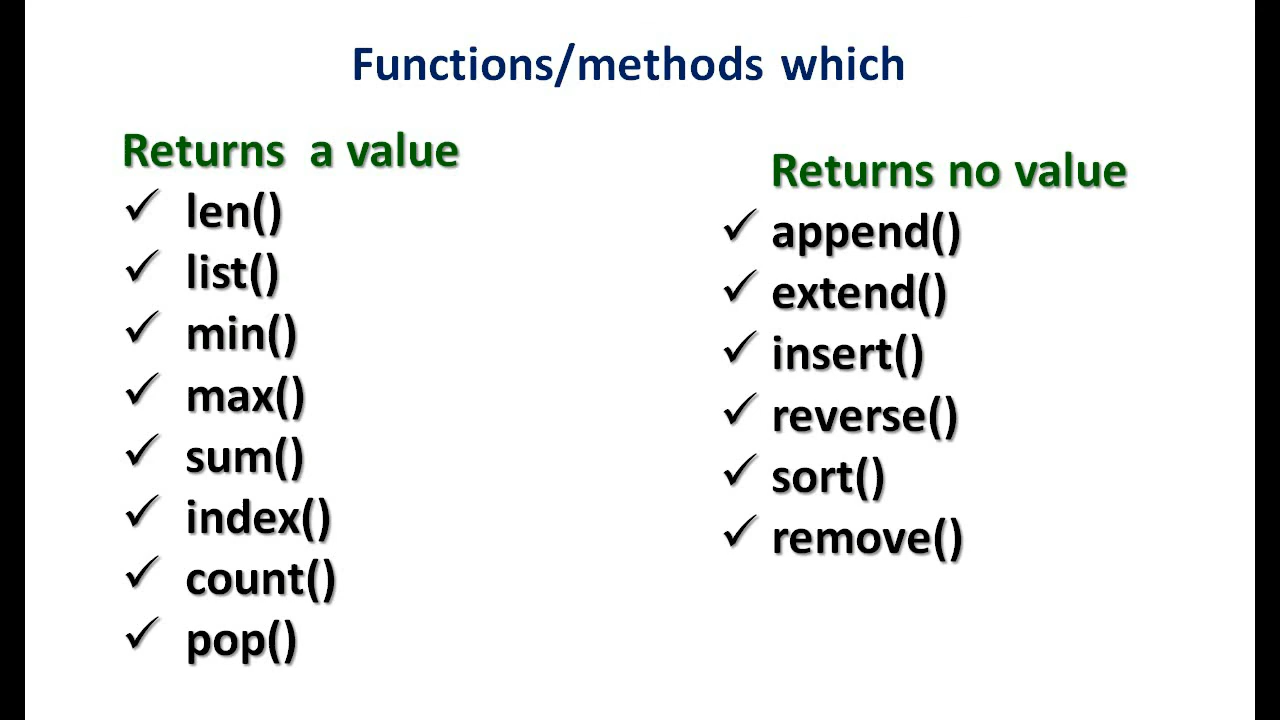 Functions/methods which
Returns a value
✓ len()
✓ list()
✓ min()
✓ max()
✓ sum()
✓ index()
✓ count()
✓ pop()
Returns no value
✓ append()
✓ extend()
✓ insert()
✓ reverse()
✓ sort()
✓ remove()